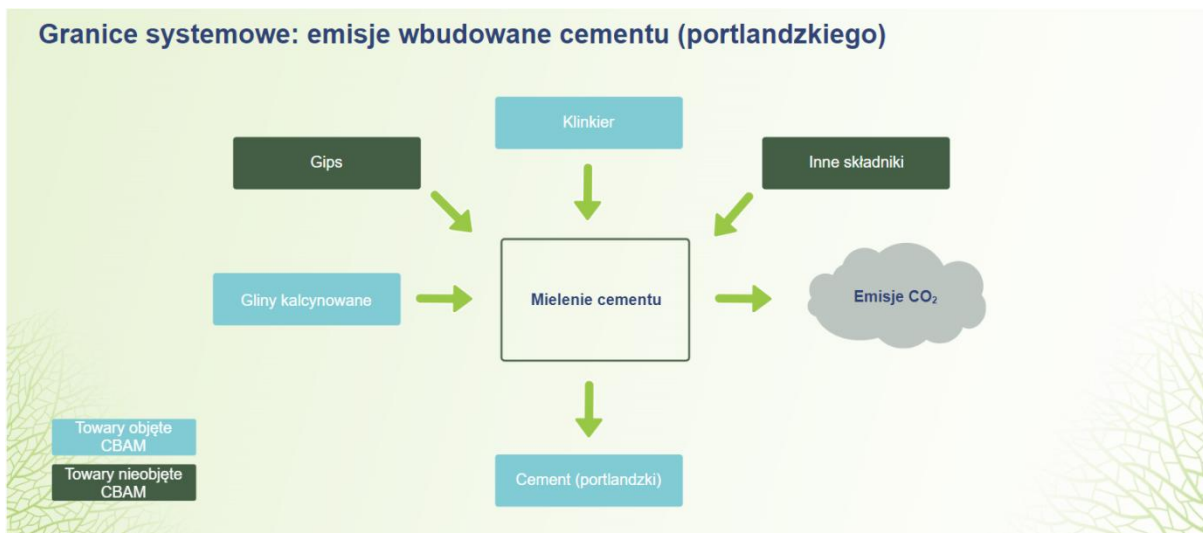 Granice systemowe: emisje wbudowane cementu (portlandzkiego)
Klinkier
Gips
Inne składniki
Gliny kalcynowane
Mielenie cementu
Emisje CO₂
Towary objęte
CBAM
Towary nieobjęte
CBAM
Cement (portlandzki)